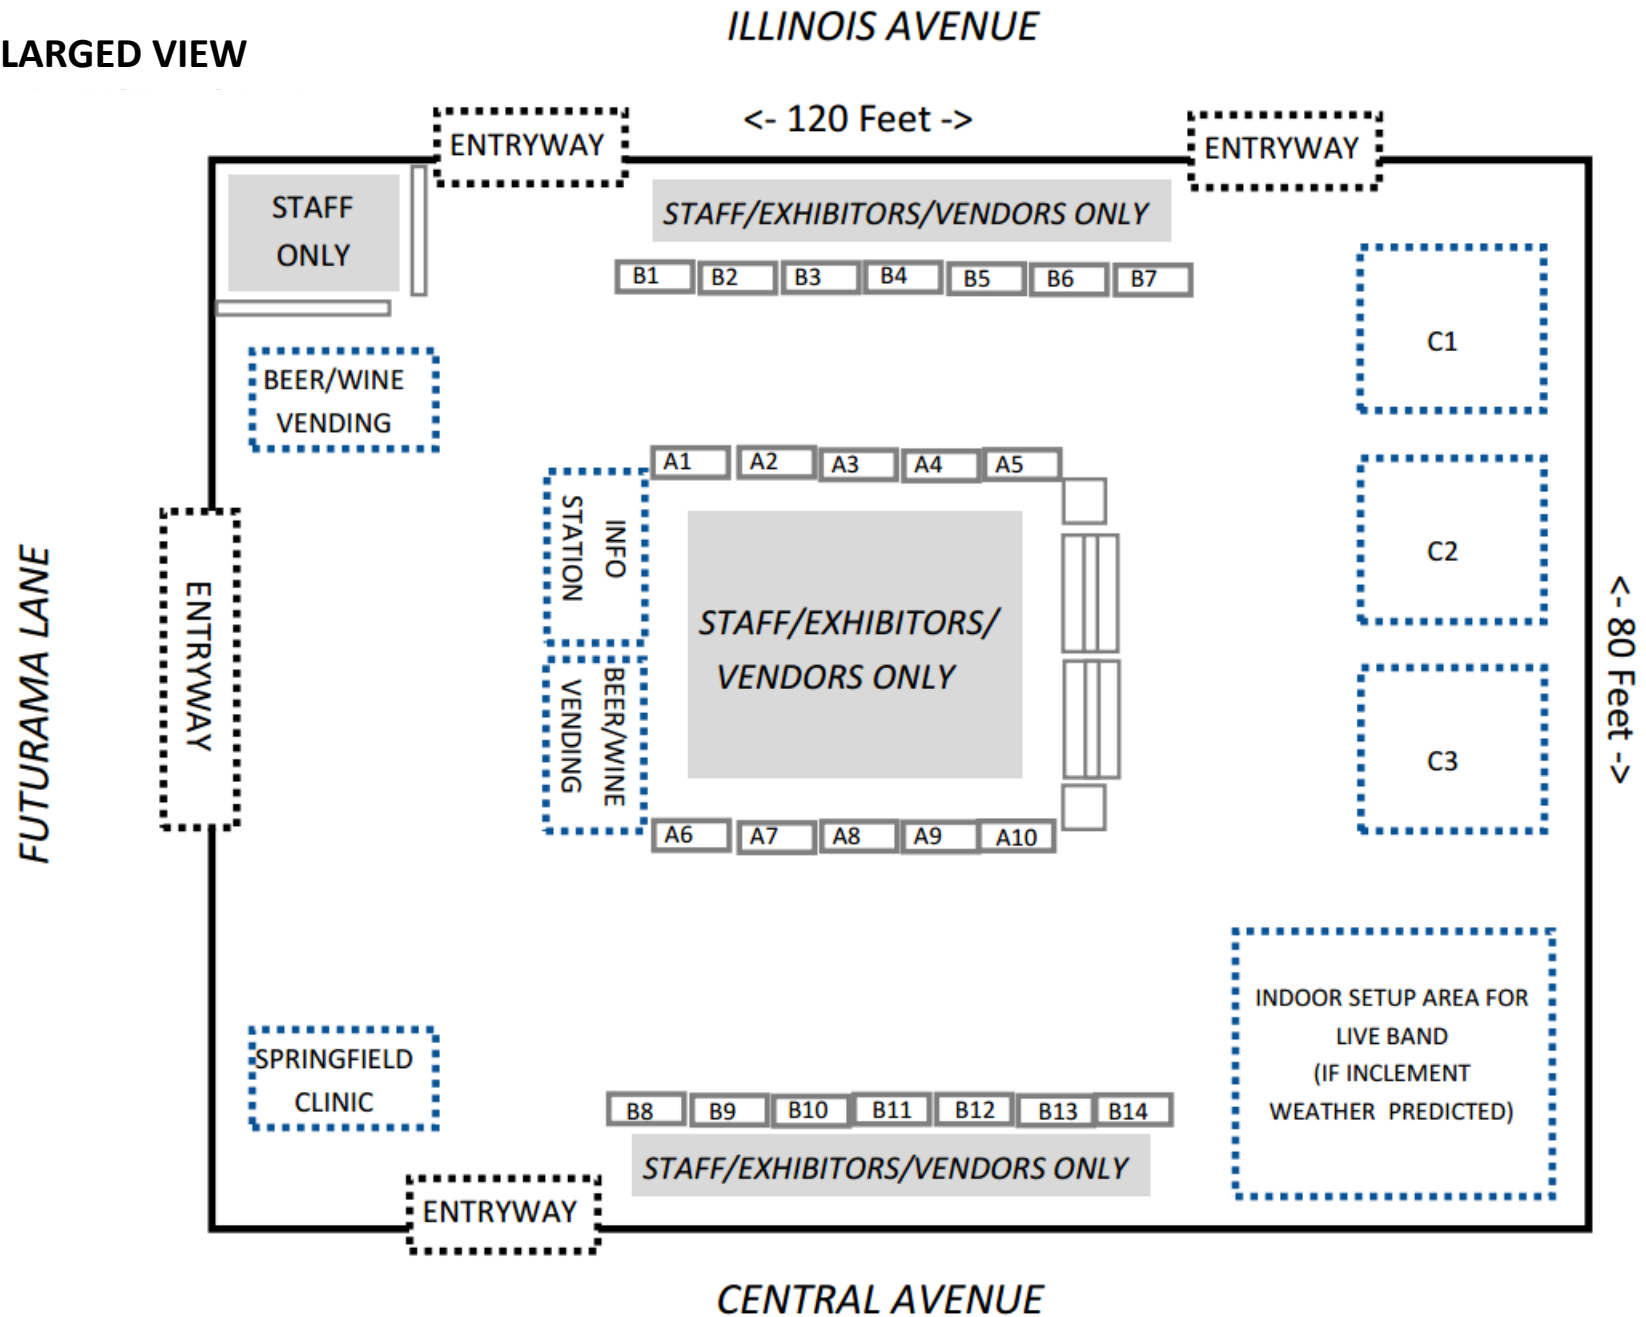 ILLINOIS AVENUE
LARGED VIEW
<- 120 Feet ->
ENTRYWAY
ENTRYWAY
STAFF
ONLY
STAFF/EXHIBITORS/VENDORS ONLY
B1 B2 B3 B4 B5 B6 B7
C1
BEER/WINE
VENDING
A1 A2 A3 A4 A5
INFO
STATION
C2
FUTURAMA LANE
ENTRYWAY
STAFF/EXHIBITORS/
VENDORS ONLY
<- 80 Feet ->
BEER/WINE
VENDING
C3
A6 A7 A8 A9 A10
INDOOR SETUP AREA FOR
LIVE BAND
(IF INCLEMENT
WEATHER PREDICTED)
SPRINGFIELD
CLINIC
B8 B9 B10 B11 B12 B13 B14
STAFF/EXHIBITORS/VENDORS ONLY
ENTRYWAY
CENTRAL AVENUE